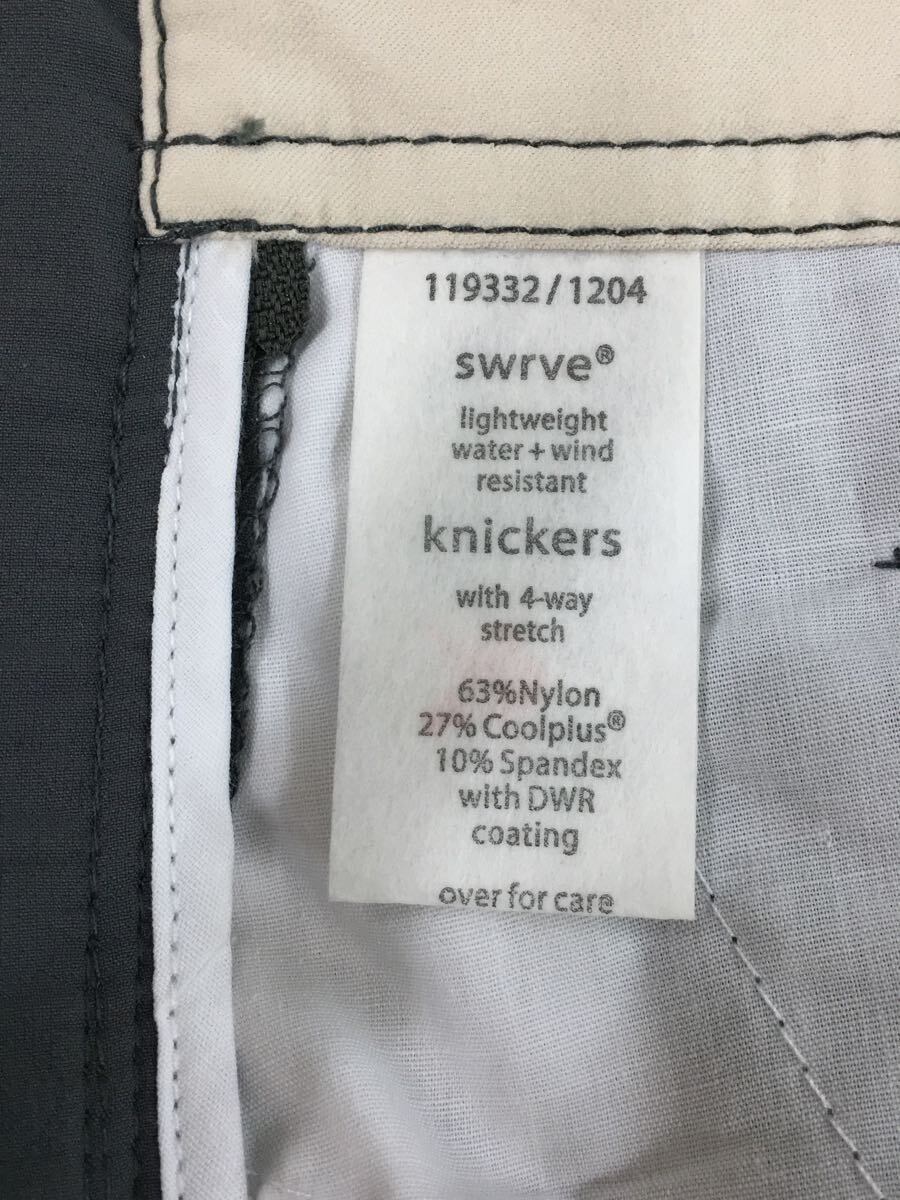 119332 / 1204
swrve®
lightweight
water + wind
resistant
knickers
with 4-way
stretch
63%Nylon
27% Coolplus®
10% Spandex
with DWR
coating
over for care